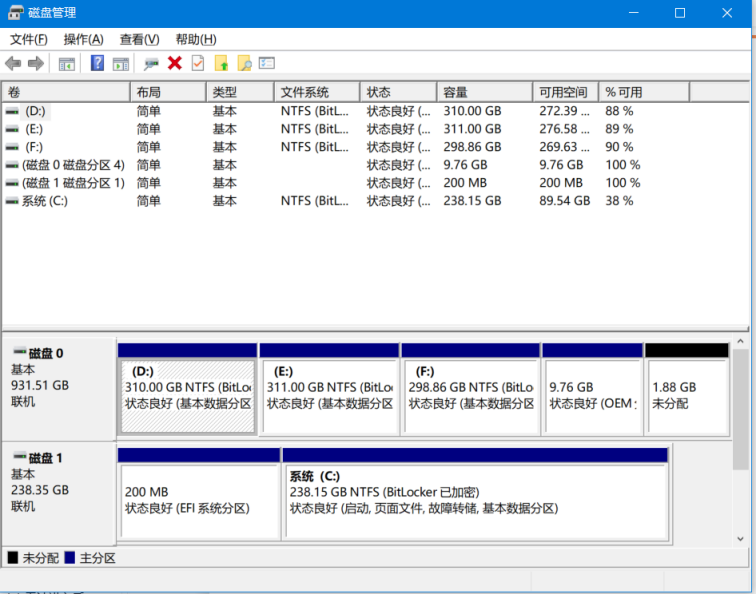 磁盘管理
文件(F) 操作(A) 查看(V) 帮助(H)
卷 布局 类型 文件系统 状态 容量 可用空间 % 可用
(D:) 简单 基本 NTFS (BitL... 状态良好 (... 310.00 GB 272.39 ... 88 %
(E:) 简单 基本 NTFS (BitL... 状态良好 (... 311.00 GB 276.58 ... 89 %
(F:) 简单 基本 NTFS (BitL... 状态良好 (... 298.86 GB 269.63 ... 90 %
(磁盘 0 磁盘分区 4) 简单 基本 状态良好 (... 9.76 GB 9.76 GB 100 %
(磁盘 1 磁盘分区 1) 简单 基本 状态良好 (... 200 MB 200 MB 100 %
系统 (C:) 简单 基本 NTFS (BitL... 状态良好 (... 238.15 GB 89.54 GB 38 %
磁盘 0
基本
931.51 GB
联机
(D:)
310.00 GB NTFS (BitLo
状态良好 (基本数据分区
(E:)
311.00 GB NTFS (BitLo
状态良好 (基本数据分区
(F:)
298.86 GB NTFS (BitLo
状态良好 (基本数据分区
9.76 GB
状态良好 (OEM
1.88 GB
未分配
磁盘 1
基本
238.35 GB
联机
200 MB
状态良好 (EFI 系统分区)
系统 (C:)
238.15 GB NTFS (BitLocker 已加密)
状态良好 (启动, 页面文件, 故障转储, 基本数据分区)
未分配 主分区